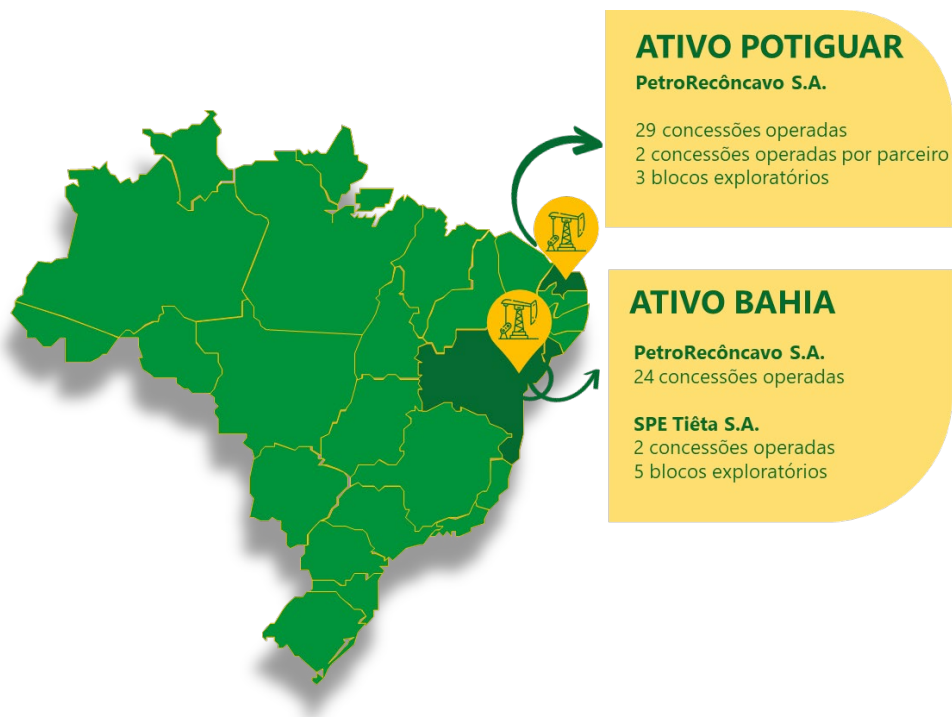 ATIVO POTIGUAR
PetroRecôncavo S.A.
29 concessões operadas
2 concessões operadas por parceiro
3 blocos exploratórios
ATIVO BAHIA
PetroRecôncavo S.A.
24 concessões operadas
SPE Tiêta S.A.
2 concessões operadas
5 blocos exploratórios